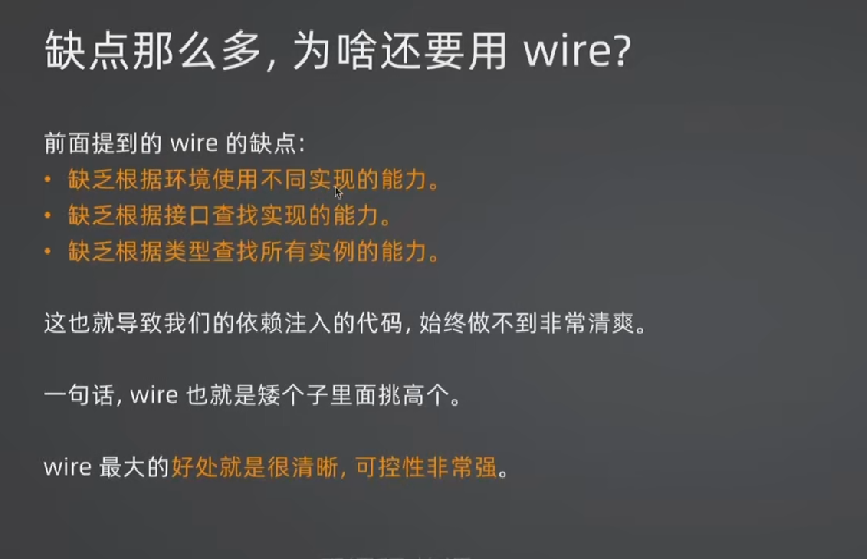 缺点那么多, 为啥还要用 wire?
前面提到的 wire 的缺点:
• 缺乏根据环境使用不同实现的能力。
• 缺乏根据接口查找实现的能力。
• 缺乏根据类型查找所有实例的能力。
这也就导致我们的依赖注入的代码, 始终做不到非常清爽。
一句话, wire 也就是矮个子里面挑高个。
wire 最大的好处就是很清晰, 可控性非常强。